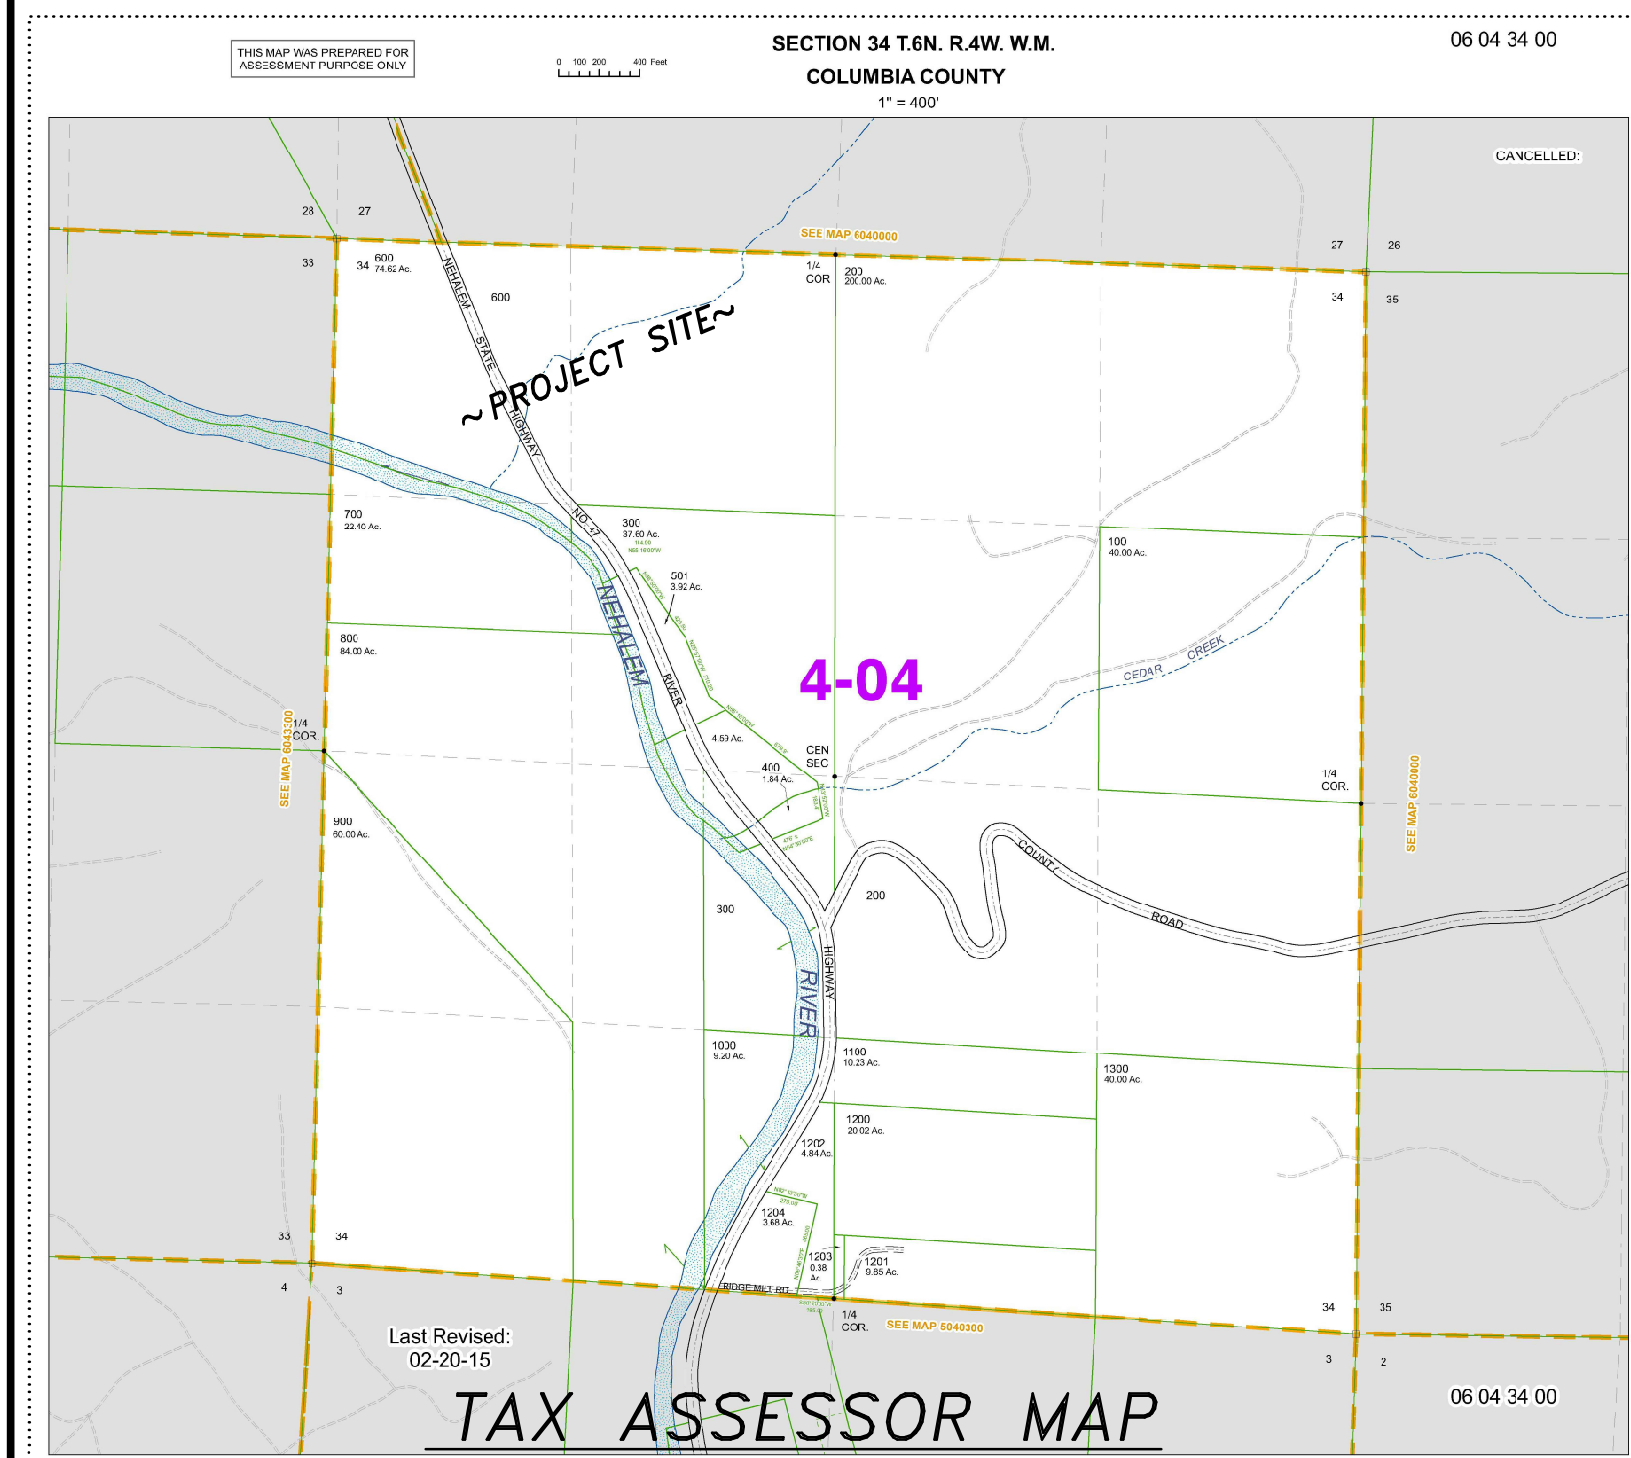 THIS MAP WAS PREPARED FOR
ASSESSMENT PURPOSE ONLY
0 100 200 400 Feet
SECTION 34 T.6N. R.4W. W.M.
COLUMBIA COUNTY
1" = 400'
06 04 34 00
CANCELLED:
28 27
SEE MAP 6040000
27 26
33 34
600
74.62 Ac.
600
1/4
COR
200
200.00 Ac.
34 35
NEHALEM STATE HIGHWAY NO. 47
~PROJECT SITE~
700
22.40 Ac.
300
37.60 Ac.
100
40.00 Ac.
501
3.92 Ac.
NEHALEM
800
84.00 Ac.
4-04
CEDAR CREEK
RIVER
1/4
COR.
SEE MAP 6043300
4.59 Ac.
CEN
SEC
400
1.84 Ac.
1/4
COR.
SEE MAP 6040000
900
60.00 Ac.
COUNTY
ROAD
300
200
HIGHWAY
RIVER
1000
9.20 Ac.
1100
10.23 Ac.
1300
40.00 Ac.
1200
20.02 Ac.
1202
4.84 Ac.
1204
3.68 Ac.
33 34
1203
0.38
Ac.
1201
9.85 Ac.
4 3
RIDGE MLT RD
1/4
COR.
SEE MAP 5040300
34 35
3 2
Last Revised:
02-20-15
06 04 34 00
TAX ASSESSOR MAP